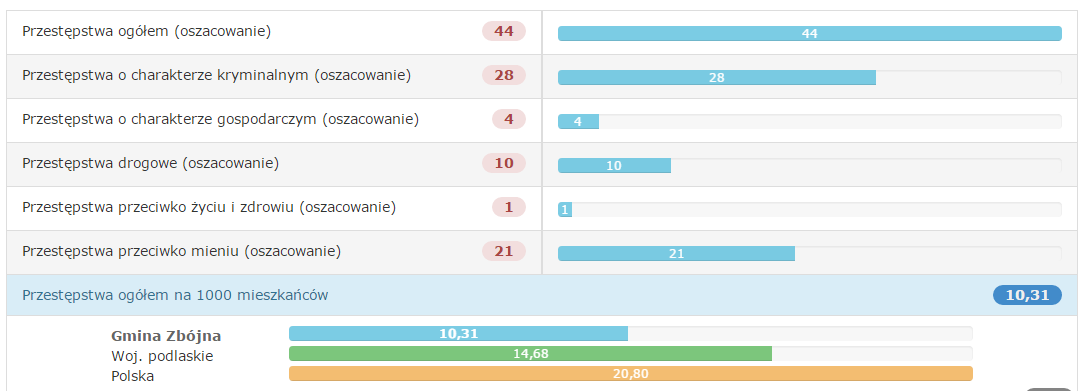 Przestępstwa ogółem (oszacowanie) 44 44
Przestępstwa o charakterze kryminalnym (oszacowanie) 28 28
Przestępstwa o charakterze gospodarczym (oszacowanie) 4 4
Przestępstwa drogowe (oszacowanie) 10 10
Przestępstwa przeciwko życiu i zdrowiu (oszacowanie) 1 1
Przestępstwa przeciwko mieniu (oszacowanie) 21 21
Przestępstwa ogółem na 1000 mieszkańców 10,31
Gmina Zbójna 10,31
Woj. podlaskie 14,68
Polska 20,80